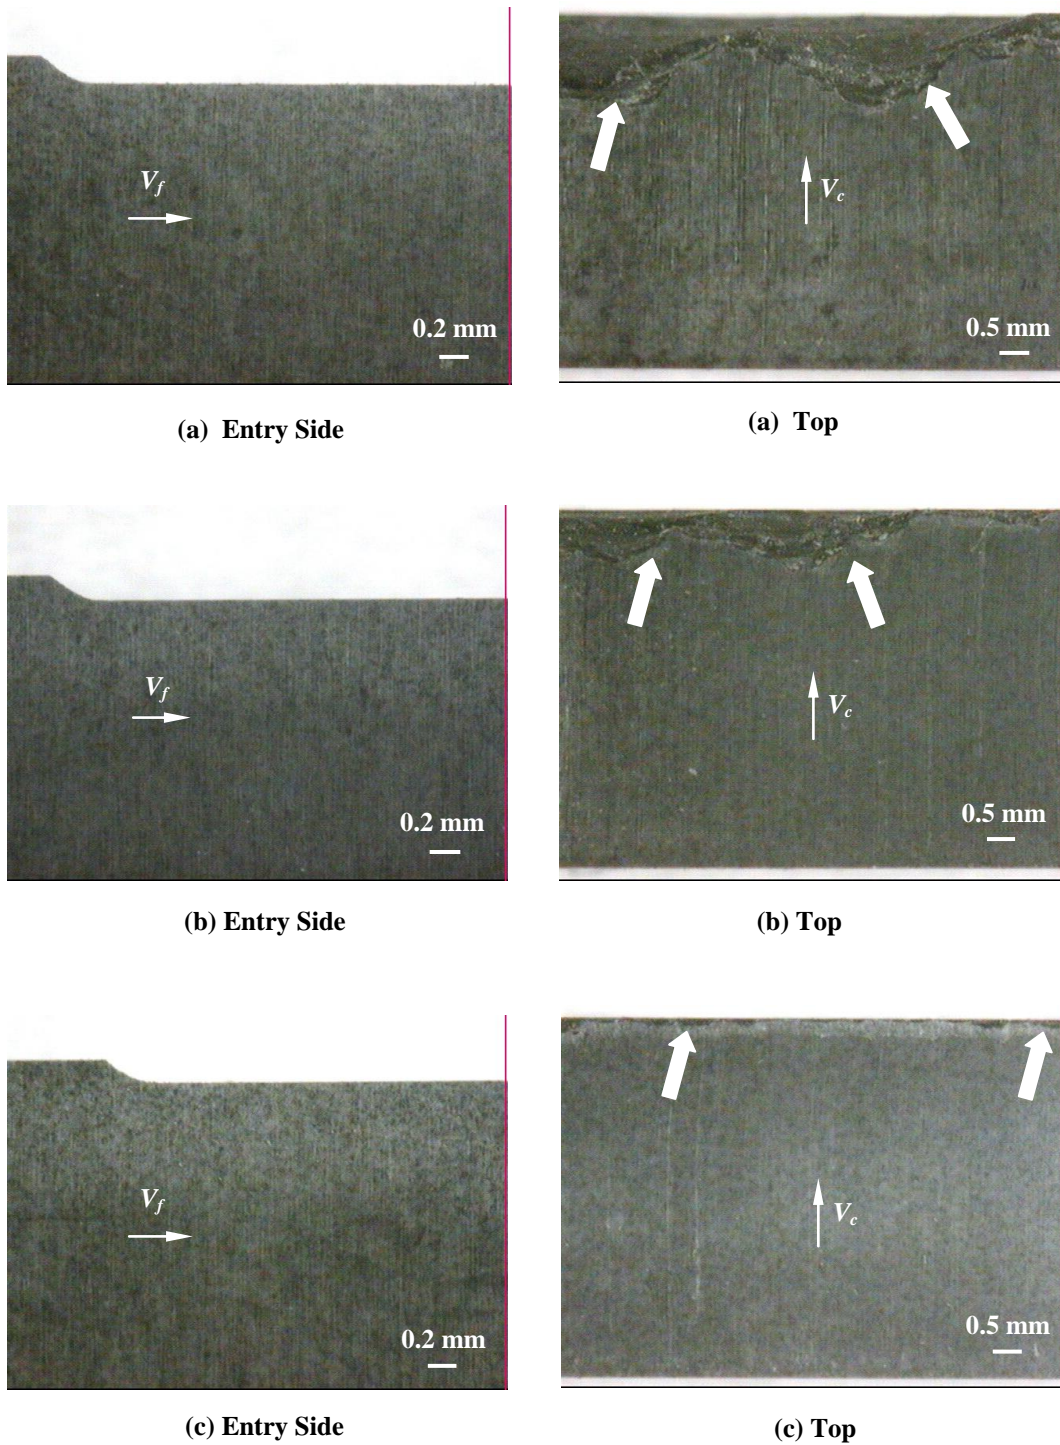 V_f
0.2 mm
(a) Entry Side
V_c
0.5 mm
(a) Top
V_f
0.2 mm
(b) Entry Side
V_c
0.5 mm
(b) Top
V_f
0.2 mm
(c) Entry Side
V_c
0.5 mm
(c) Top